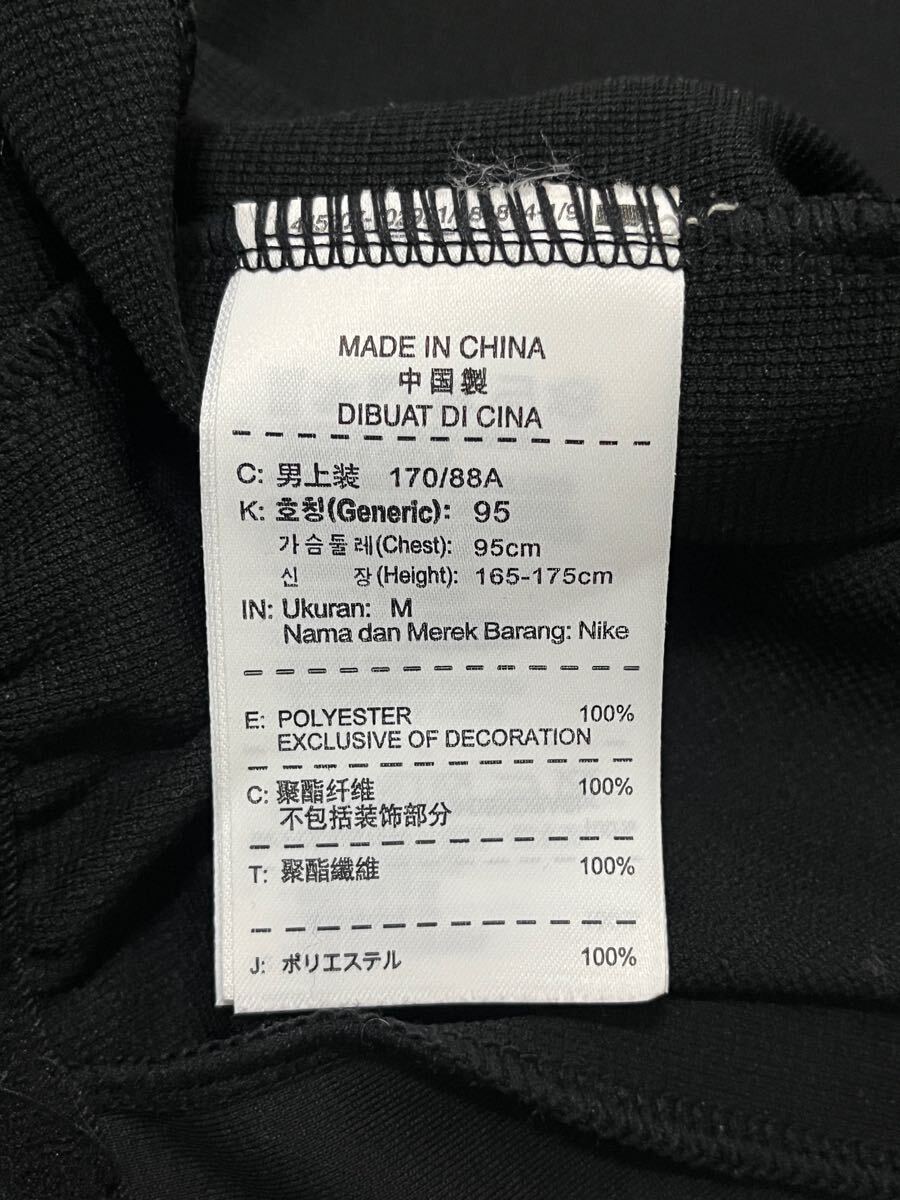 MADE IN CHINA
中国製
DIBUAT DI CINA
C: 男上装 170/88A
K: 호칭(Generic): 95
가슴둘레(Chest): 95cm
신 장(Height): 165-175cm
IN: Ukuran: M
Nama dan Merek Barang: Nike
E: POLYESTER 100%
EXCLUSIVE OF DECORATION
C: 聚酯纤维 100%
不包括装饰部分
T: 聚酯纖維 100%
J: ポリエステル 100%